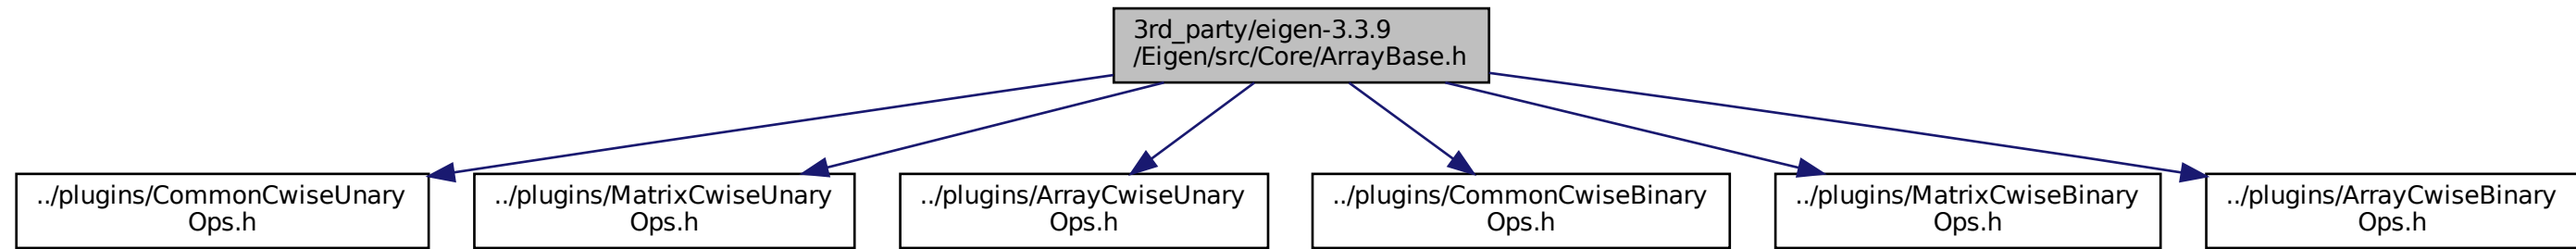 3rd_party/eigen-3.3.9
/Eigen/src/Core/ArrayBase.h
../plugins/CommonCwiseUnary
Ops.h
../plugins/MatrixCwiseUnary
Ops.h
../plugins/ArrayCwiseUnary
Ops.h
../plugins/CommonCwiseBinary
Ops.h
../plugins/MatrixCwiseBinary
Ops.h
../plugins/ArrayCwiseBinary
Ops.h